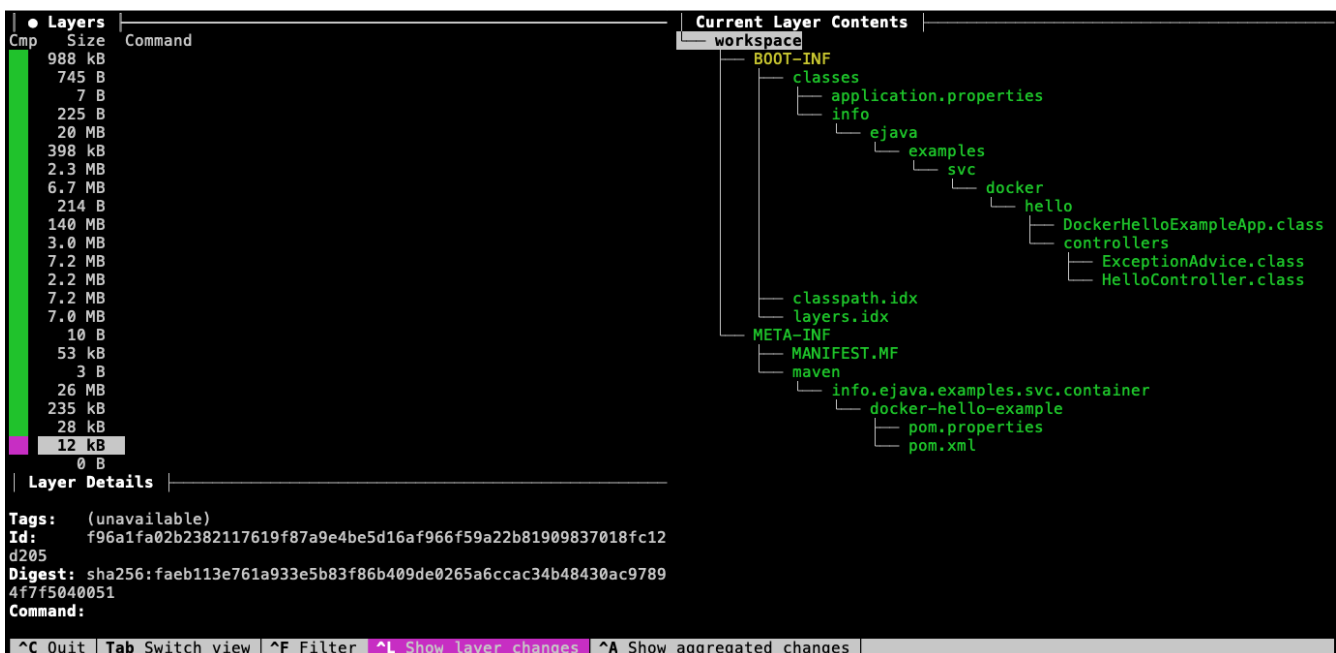 ● Layers
Cmp Size Command
988 kB
745 B
7 B
225 B
20 MB
398 kB
2.3 MB
6.7 MB
214 B
140 MB
3.0 MB
7.2 MB
2.2 MB
7.2 MB
7.0 MB
10 B
53 kB
3 B
26 MB
235 kB
28 kB
12 kB
0 B
Layer Details
Tags: (unavailable)
Id: f96a1fa02b2382117619f87a9e4be5d16af966f59a22b81909837018fc12
d205
Digest: sha256:faeb113e761a933e5b83f86b409de0265a6ccac34b48430ac9789
4f7f5040051
Command:
Current Layer Contents
└── workspace
├── BOOT-INF
├── classes
├── application.properties
└── info
└── ejava
└── examples
└── svc
└── docker
└── hello
├── DockerHelloExampleApp.class
└── controllers
├── ExceptionAdvice.class
└── HelloController.class
├── classpath.idx
└── layers.idx
└── META-INF
├── MANIFEST.MF
└── maven
└── info.ejava.examples.svc.container
└── docker-hello-example
├── pom.properties
└── pom.xml
^C Quit | Tab Switch view | ^F Filter ^L Show layer changes ^A Show aggregated changes